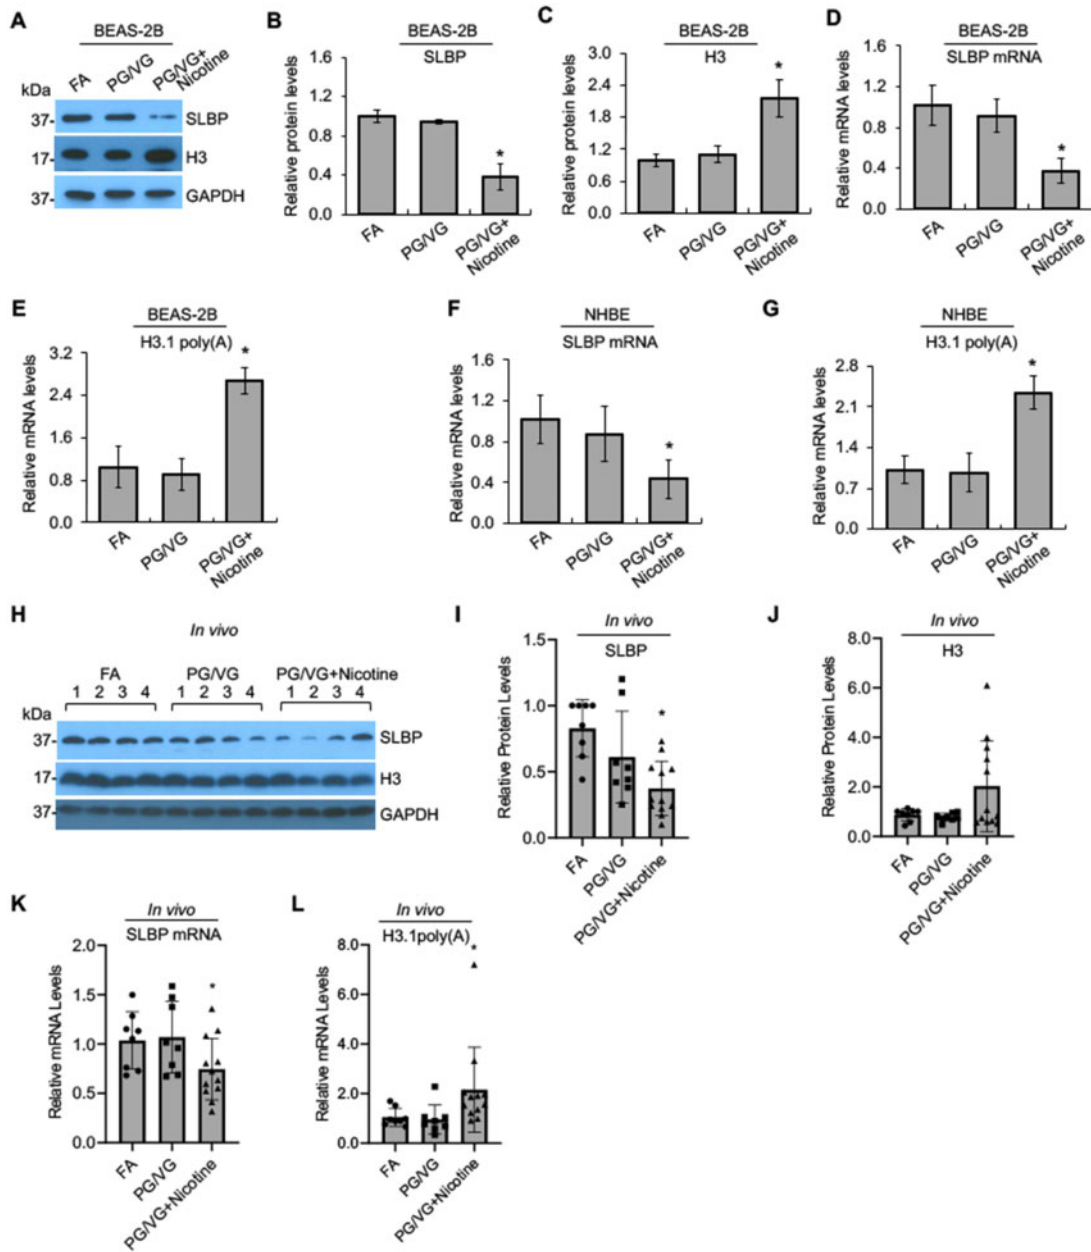 A
BEAS-2B
FA PG/VG PG/VG+ Nicotine
kDa
37- SLBP
17- H3
37- GAPDH
B
BEAS-2B
SLBP
Relative protein levels
1.6
1.2
0.8
0.4
0.0
*
FA PG/VG PG/VG+ Nicotine
C
BEAS-2B
H3
Relative protein levels
3.0
2.4
1.8
1.2
0.6
0.0
*
FA PG/VG PG/VG+ Nicotine
D
BEAS-2B
SLBP mRNA
Relative mRNA levels
1.6
1.2
0.8
0.4
0.0
*
FA PG/VG PG/VG+ Nicotine
E
BEAS-2B
H3.1 poly(A)
Relative mRNA levels
3.2
2.4
1.6
0.8
0.0
*
FA PG/VG PG/VG+ Nicotine
F
NHBE
SLBP mRNA
Relative mRNA levels
1.6
1.2
0.8
0.4
0.0
*
FA PG/VG PG/VG+ Nicotine
G
NHBE
H3.1 poly(A)
Relative mRNA levels
2.8
2.1
1.4
0.7
0.0
*
FA PG/VG PG/VG+ Nicotine
H
In vivo
FA PG/VG PG/VG+Nicotine
1 2 3 4 1 2 3 4 1 2 3 4
kDa
37- SLBP
17- H3
37- GAPDH
I
In vivo
SLBP
Relative Protein Levels
1.5
1.0
0.5
0.0
*
FA PG/VG PG/VG+Nicotine
J
In vivo
H3
Relative Protein Levels
8.0
6.0
4.0
2.0
0.0
FA PG/VG PG/VG+Nicotine
K
In vivo
SLBP mRNA
Relative mRNA Levels
2.0
1.5
1.0
0.5
0.0
*
FA PG/VG PG/VG+Nicotine
L
In vivo
H3.1poly(A)
Relative mRNA Levels
8.0
6.0
4.0
2.0
0.0
*
FA PG/VG PG/VG+Nicotine